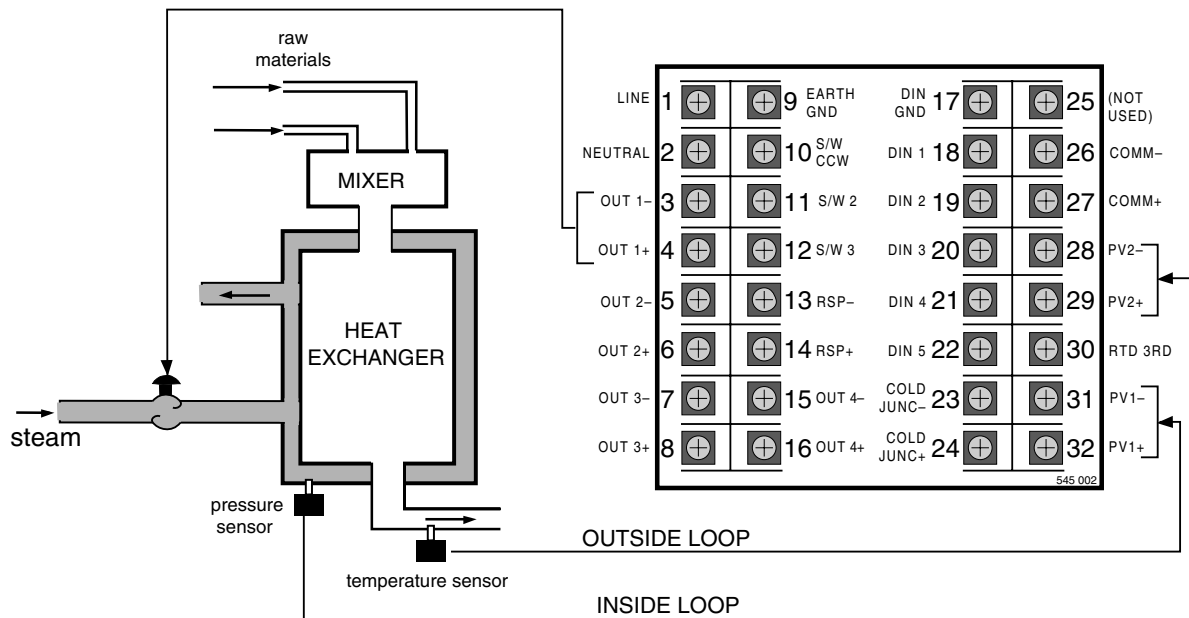 raw
materials
MIXER
HEAT
EXCHANGER
steam
pressure
sensor
temperature sensor
OUTSIDE LOOP
INSIDE LOOP
LINE 1
NEUTRAL 2
OUT 1– 3
OUT 1+ 4
OUT 2– 5
OUT 2+ 6
OUT 3– 7
OUT 3+ 8
9 EARTH
GND
10 S/W
CCW
11 S/W 2
12 S/W 3
13 RSP–
14 RSP+
15 OUT 4–
16 OUT 4+
DIN
GND 17
DIN 1 18
DIN 2 19
DIN 3 20
DIN 4 21
DIN 5 22
COLD
JUNC– 23
COLD
JUNC+ 24
25 (NOT
USED)
26 COMM–
27 COMM+
28 PV2–
29 PV2+
30 RTD 3RD
31 PV1–
32 PV1+
545 002